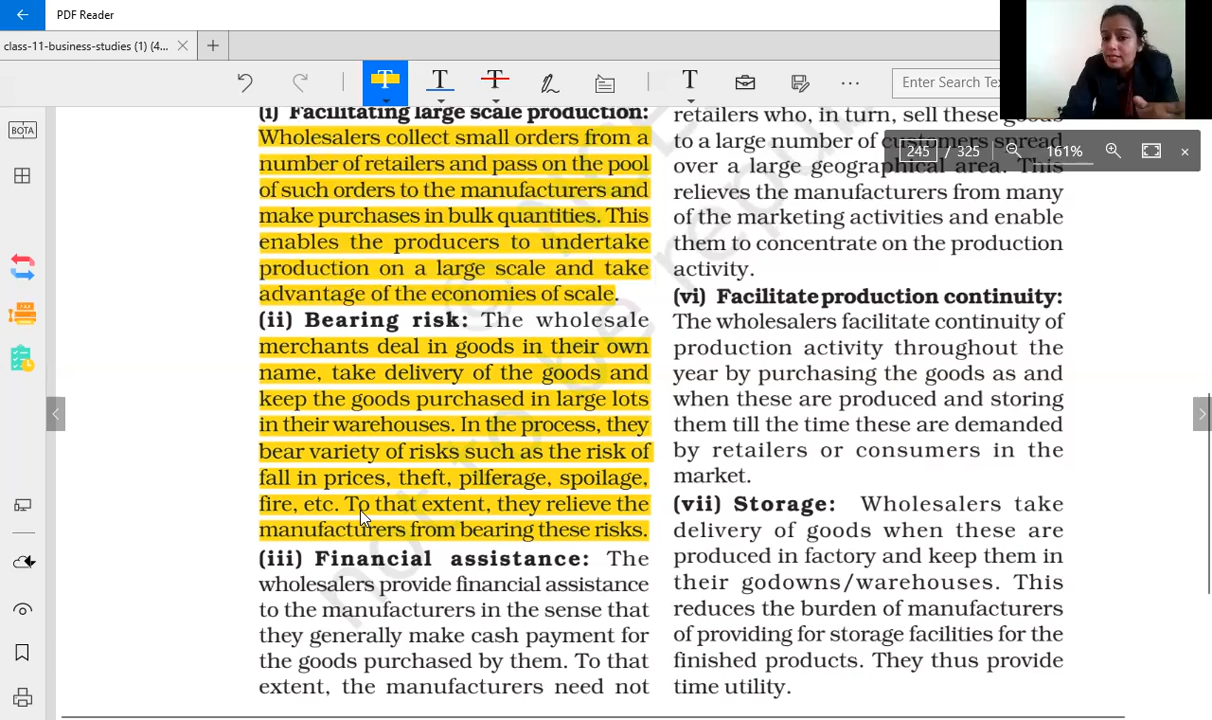 PDF Reader
class-11-business-studies (1) (4...
Enter Search Tex
BOTA
245 / 325 161%
(i) Facilitating large scale production:
Wholesalers collect small orders from a
number of retailers and pass on the pool
of such orders to the manufacturers and
make purchases in bulk quantities. This
enables the producers to undertake
production on a large scale and take
advantage of the economies of scale.
(ii) Bearing risk: The wholesale
merchants deal in goods in their own
name, take delivery of the goods and
keep the goods purchased in large lots
in their warehouses. In the process, they
bear variety of risks such as the risk of
fall in prices, theft, pilferage, spoilage,
fire, etc. To that extent, they relieve the
manufacturers from bearing these risks.
(iii) Financial assistance: The
wholesalers provide financial assistance
to the manufacturers in the sense that
they generally make cash payment for
the goods purchased by them. To that
extent, the manufacturers need not
retailers who, in turn, sell these goods
to a large number of customers spread
over a large geographical area. This
relieves the manufacturers from many
of the marketing activities and enable
them to concentrate on the production
activity.
(vi) Facilitate production continuity:
The wholesalers facilitate continuity of
production activity throughout the
year by purchasing the goods as and
when these are produced and storing
them till the time these are demanded
by retailers or consumers in the
market.
(vii) Storage: Wholesalers take
delivery of goods when these are
produced in factory and keep them in
their godowns/warehouses. This
reduces the burden of manufacturers
of providing for storage facilities for the
finished products. They thus provide
time utility.